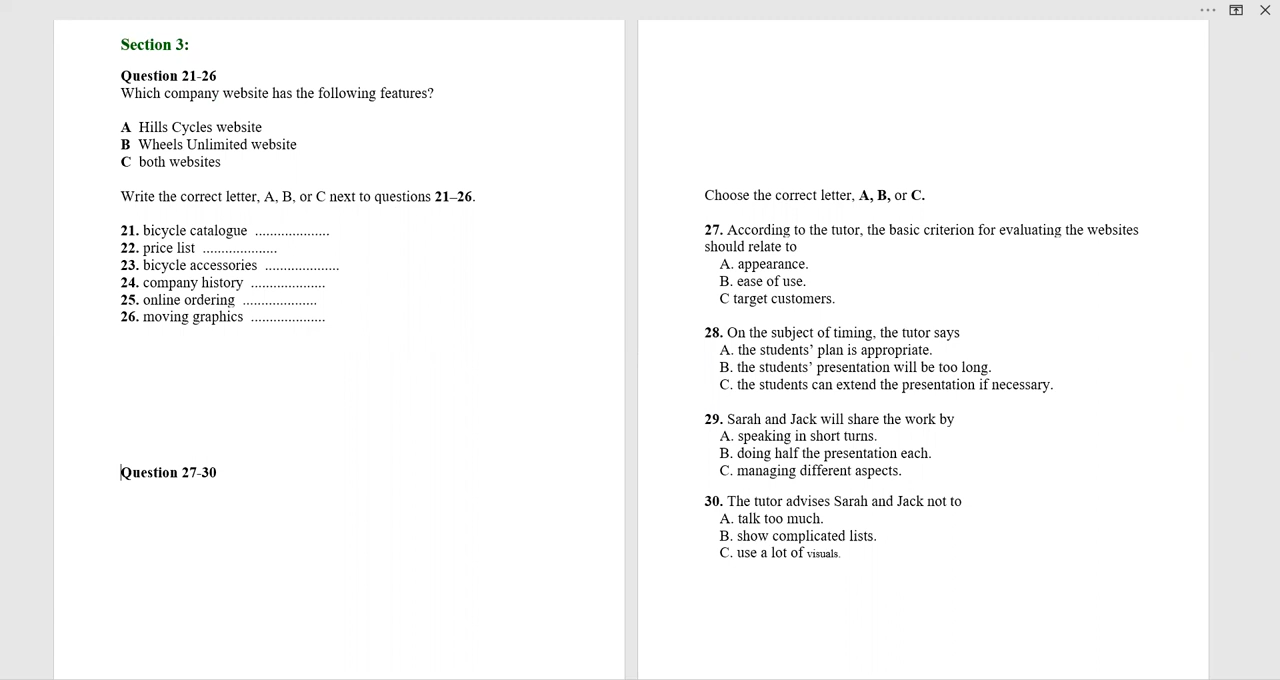 Section 3:
Question 21-26
Which company website has the following features?
A Hills Cycles website
B Wheels Unlimited website
C both websites
Write the correct letter, A, B, or C next to questions 21–26.
21. bicycle catalogue ....................
22. price list ....................
23. bicycle accessories ....................
24. company history ....................
25. online ordering ....................
26. moving graphics ....................
Question 27-30
Choose the correct letter, A, B, or C.
27. According to the tutor, the basic criterion for evaluating the websites
should relate to
A. appearance.
B. ease of use.
C target customers.
28. On the subject of timing, the tutor says
A. the students’ plan is appropriate.
B. the students’ presentation will be too long.
C. the students can extend the presentation if necessary.
29. Sarah and Jack will share the work by
A. speaking in short turns.
B. doing half the presentation each.
C. managing different aspects.
30. The tutor advises Sarah and Jack not to
A. talk too much.
B. show complicated lists.
C. use a lot of visuals.